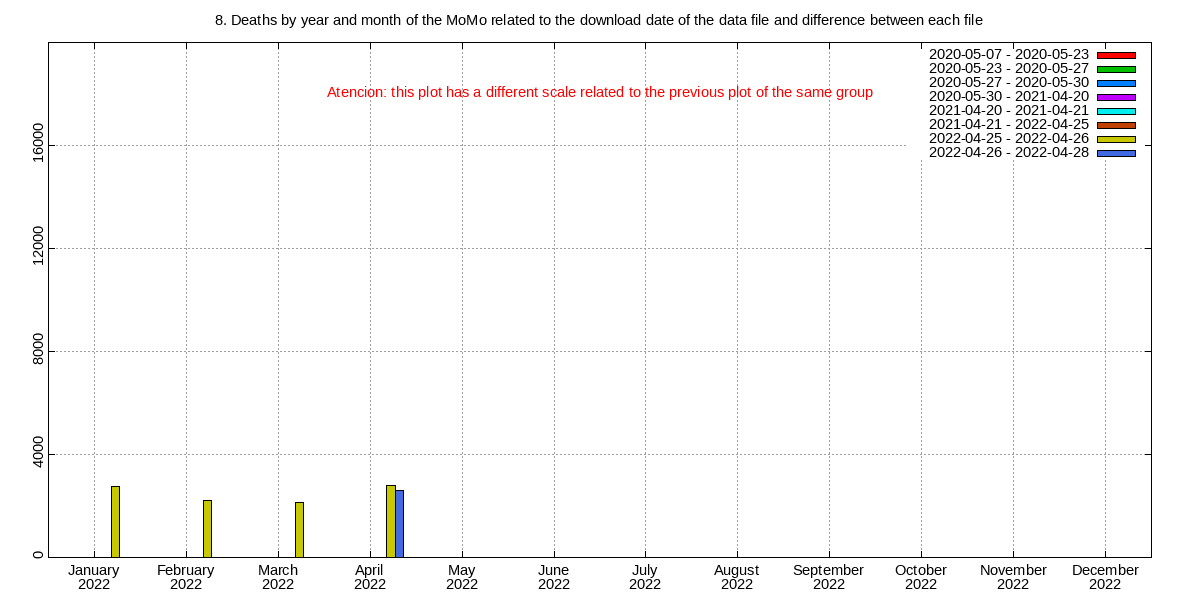 8. Deaths by year and month of the MoMo related to the download date of the data file and difference between each file
2020-05-07 - 2020-05-23
2020-05-23 - 2020-05-27
2020-05-27 - 2020-05-30
2020-05-30 - 2021-04-20
2021-04-20 - 2021-04-21
2021-04-21 - 2022-04-25
2022-04-25 - 2022-04-26
2022-04-26 - 2022-04-28
Atencion: this plot has a different scale related to the previous plot of the same group
16000
12000
8000
4000
0
January February March April May June July August September October November December
2022 2022 2022 2022 2022 2022 2022 2022 2022 2022 2022 2022